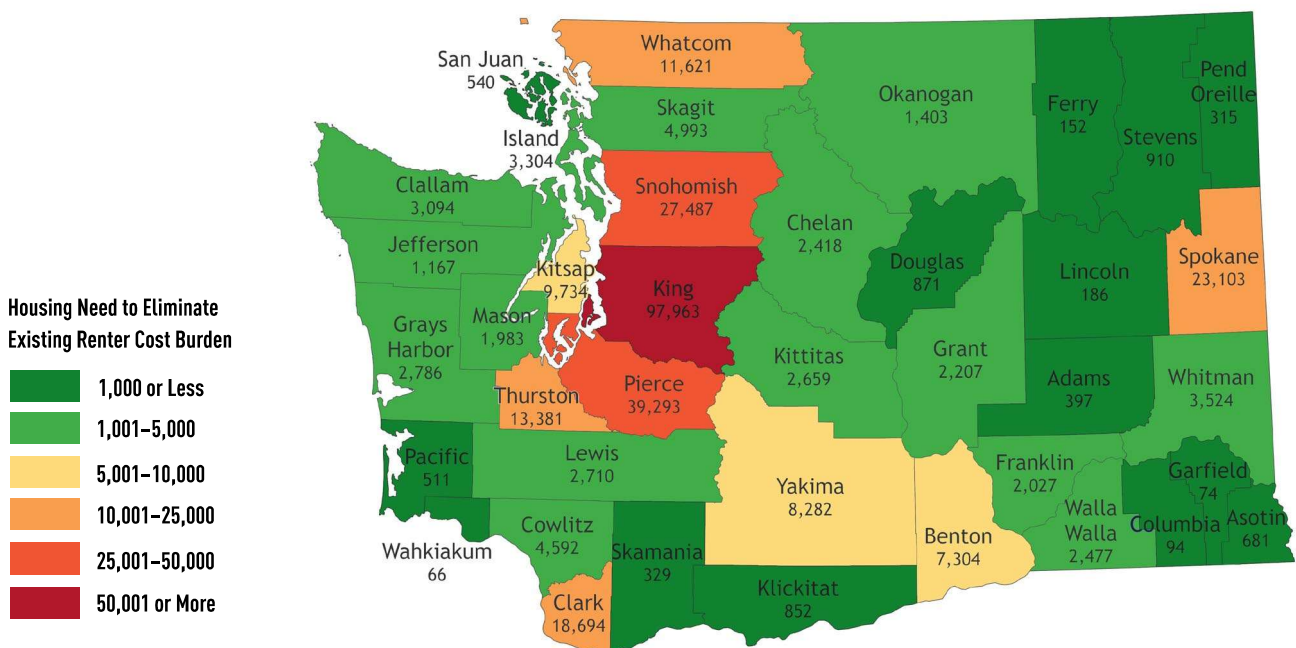 Whatcom
11,621
San Juan
540
Skagit
4,993
Island
3,304
Okanogan
1,403
Ferry
152
Stevens
910
Pend
Oreille
315
Clallam
3,094
Snohomish
27,487
Chelan
2,418
Jefferson
1,167
Kitsap
9,734
King
97,963
Douglas
871
Lincoln
186
Spokane
23,103
Mason
1,983
Grays
Harbor
2,786
Kittitas
2,659
Grant
2,207
Adams
397
Whitman
3,524
Thurston
13,381
Pierce
39,293
Pacific
511
Lewis
2,710
Yakima
8,282
Franklin
2,027
Garfield
74
Walla
Walla
2,477
Columbia
94
Asotin
681
Benton
7,304
Wahkiakum
66
Cowlitz
4,592
Skamania
329
Klickitat
852
Clark
18,694
Housing Need to Eliminate
Existing Renter Cost Burden
1,000 or Less
1,001–5,000
5,001–10,000
10,001–25,000
25,001–50,000
50,001 or More